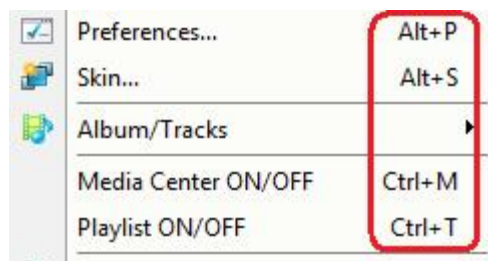 Preferences... Alt+P
Skin... Alt+S
Album/Tracks
Media Center ON/OFF Ctrl+M
Playlist ON/OFF Ctrl+T